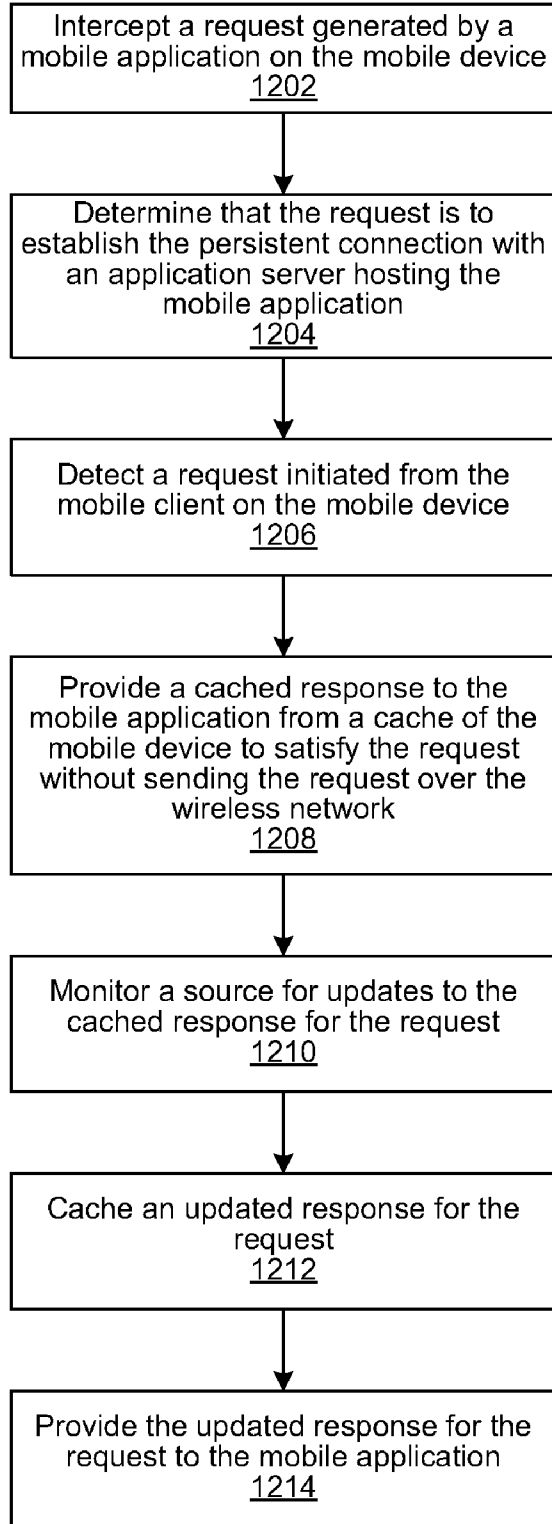 Intercept a request generated by a
mobile application on the mobile device
1202
Determine that the request is to
establish the persistent connection with
an application server hosting the
mobile application
1204
Detect a request initiated from the
mobile client on the mobile device
1206
Provide a cached response to the
mobile application from a cache of the
mobile device to satisfy the request
without sending the request over the
wireless network
1208
Monitor a source for updates to the
cached response for the request
1210
Cache an updated response for the
request
1212
Provide the updated response for the
request to the mobile application
1214